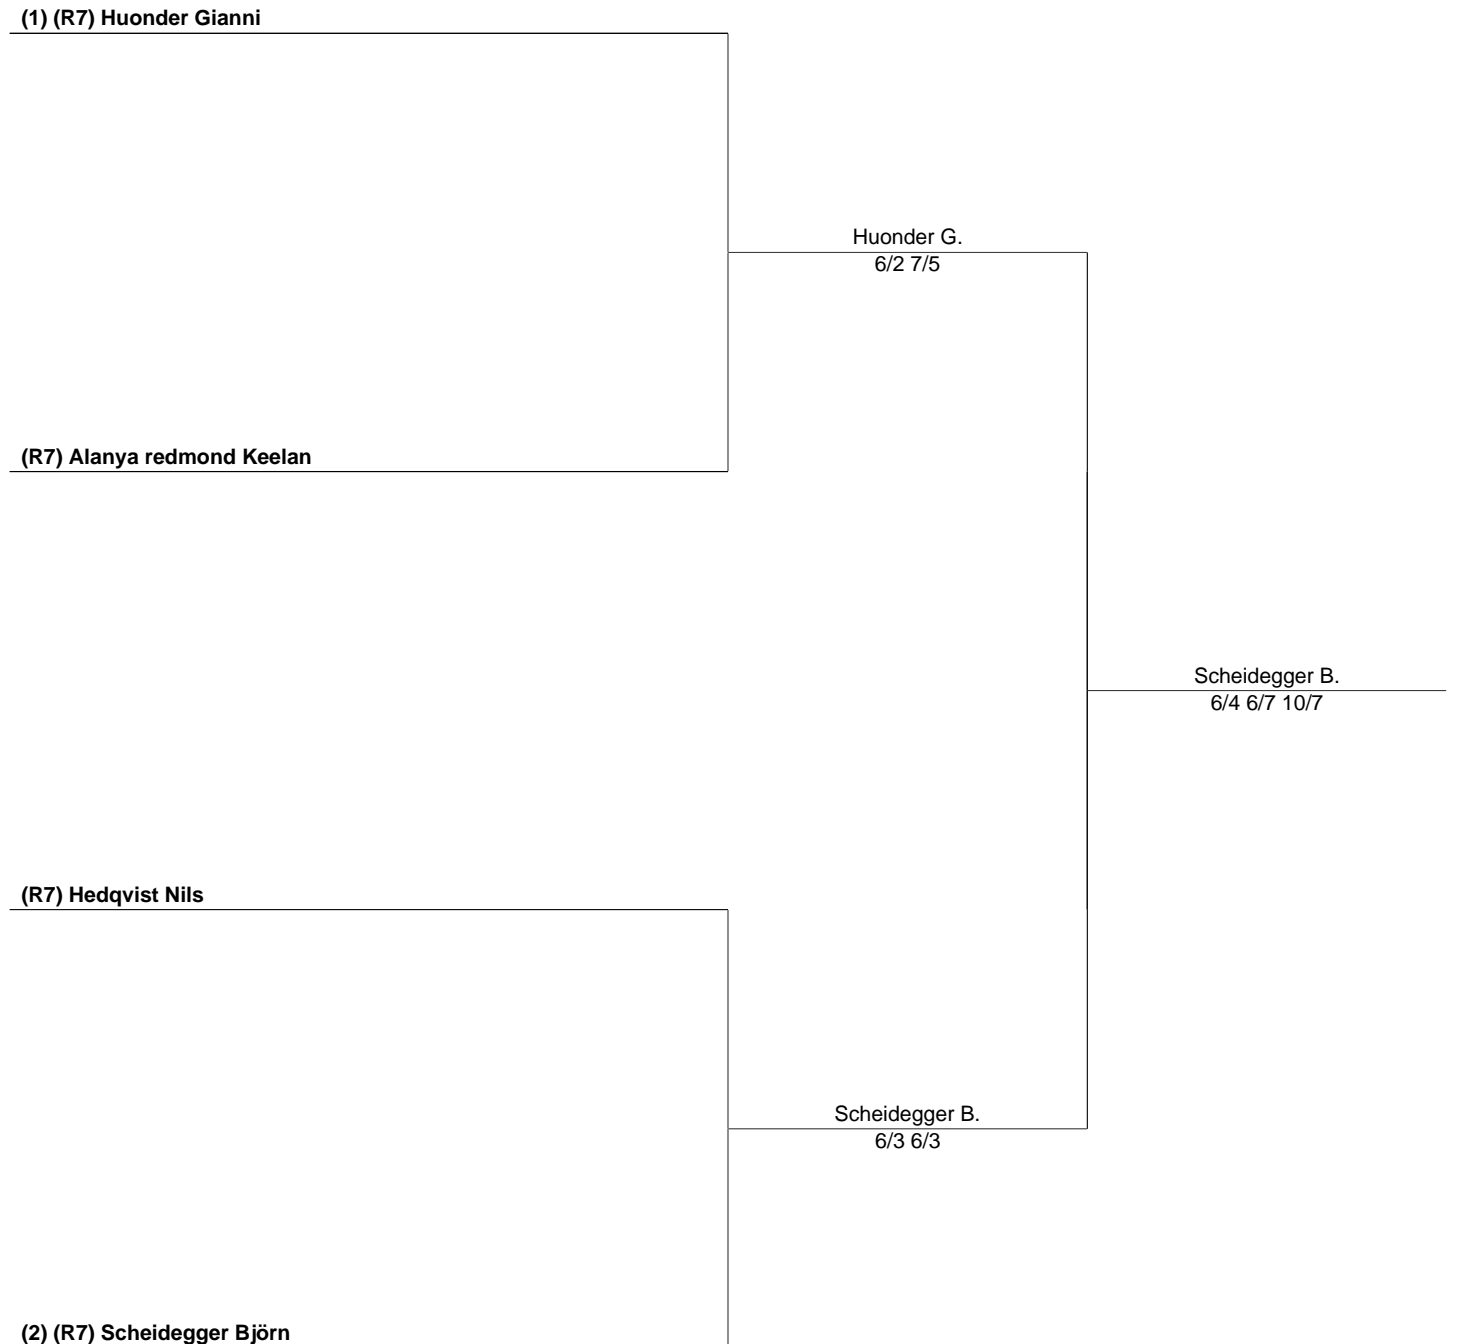 (1) (R7) Huonder Gianni
Huonder G.
6/2 7/5
(R7) Alanya redmond Keelan
Scheidegger B.
6/4 6/7 10/7
(R7) Hedqvist Nils
Scheidegger B.
6/3 6/3
(2) (R7) Scheidegger Björn